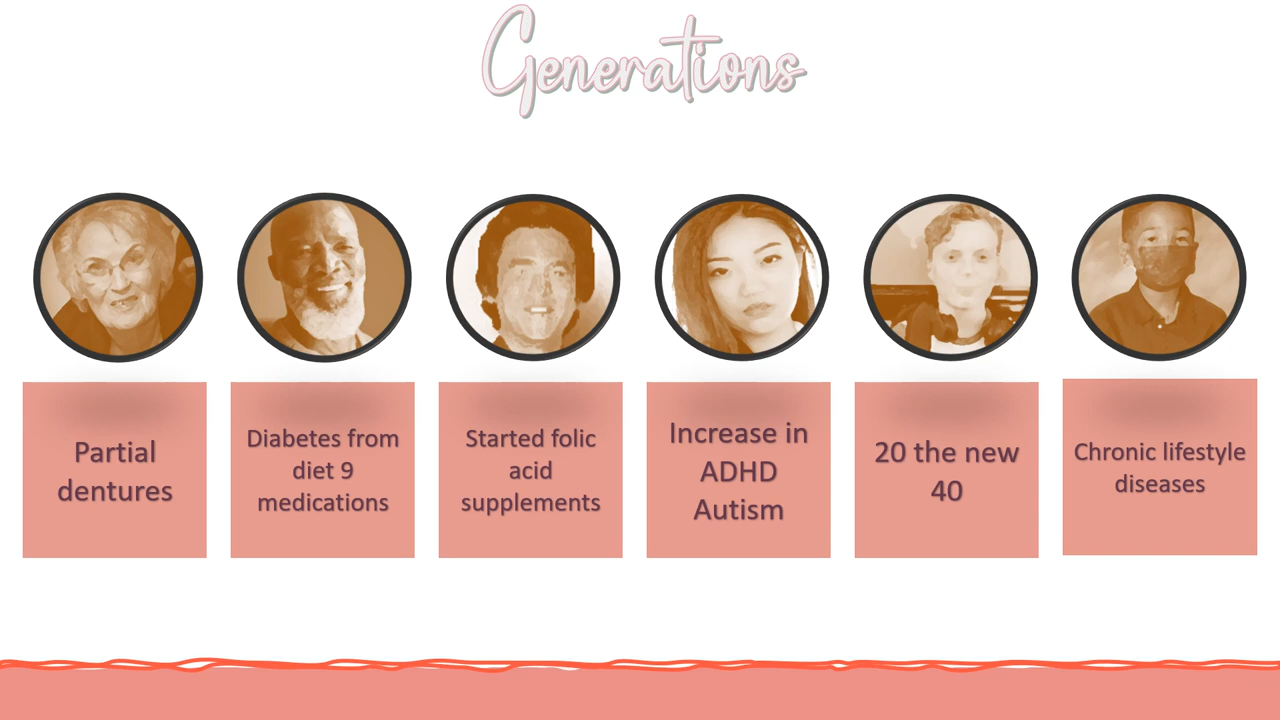 Generations
Partial
dentures
Diabetes from
diet 9
medications
Started folic
acid
supplements
Increase in
ADHD
Autism
20 the new
40
Chronic lifestyle
diseases